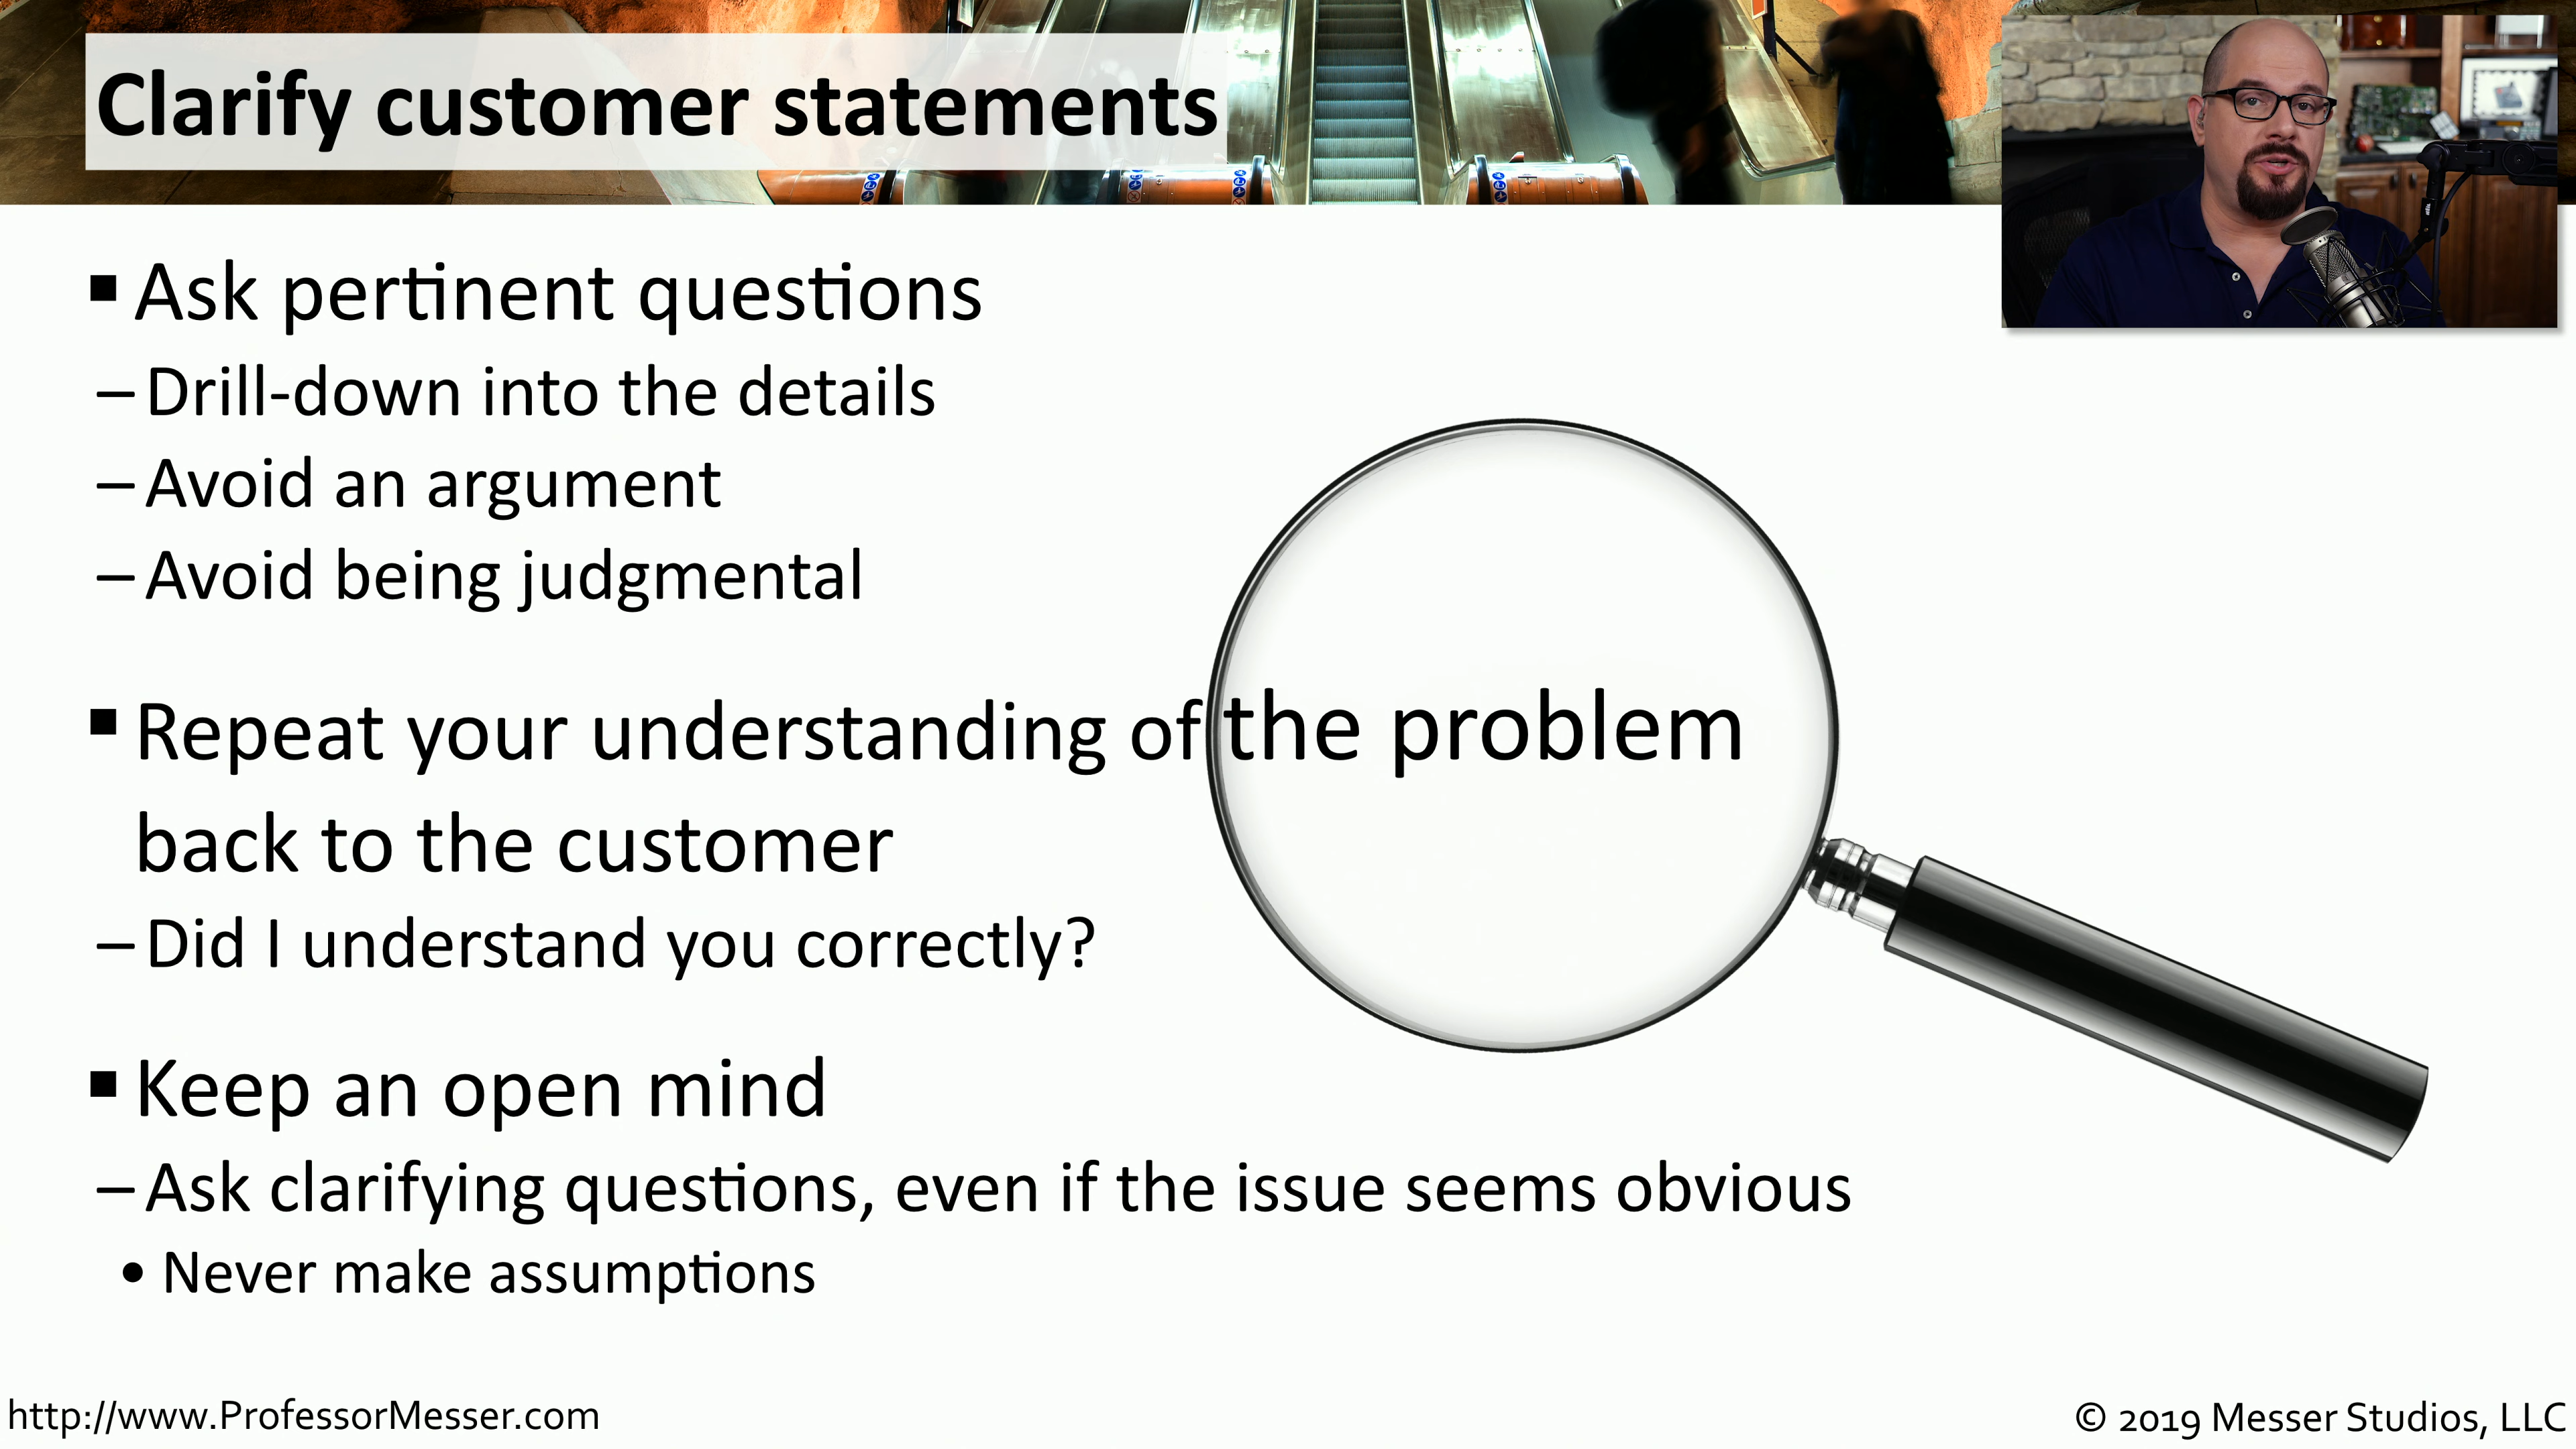 Clarify customer statements
▪ Ask pertinent questions
– Drill-down into the details
– Avoid an argument
– Avoid being judgmental
▪ Repeat your understanding of the problem
back to the customer
– Did I understand you correctly?
▪ Keep an open mind
– Ask clarifying questions, even if the issue seems obvious
• Never make assumptions
http://www.ProfessorMesser.com
© 2019 Messer Studios, LLC